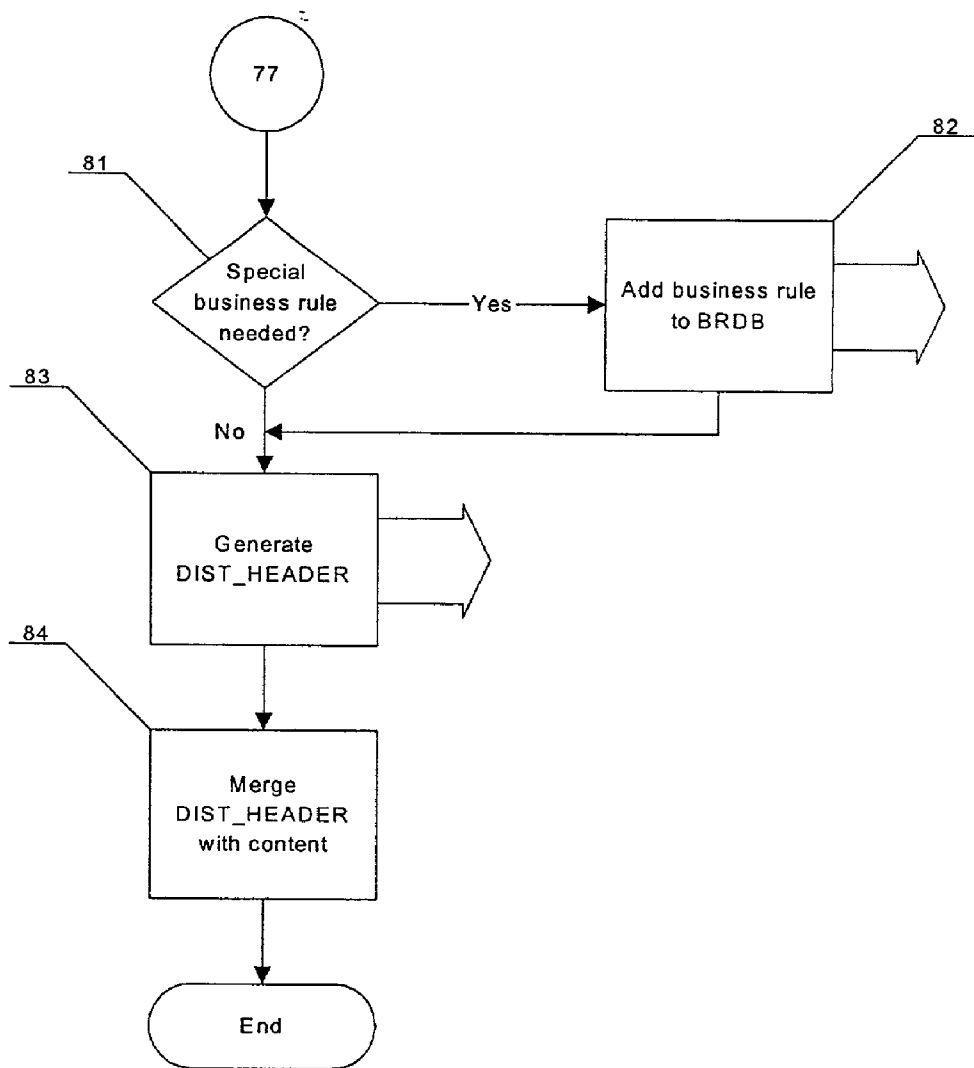 77
81
82
Special
business rule
needed?
Yes
Add business rule
to BRDB
83
No
Generate
DIST_HEADER
84
Merge
DIST_HEADER
with content
End